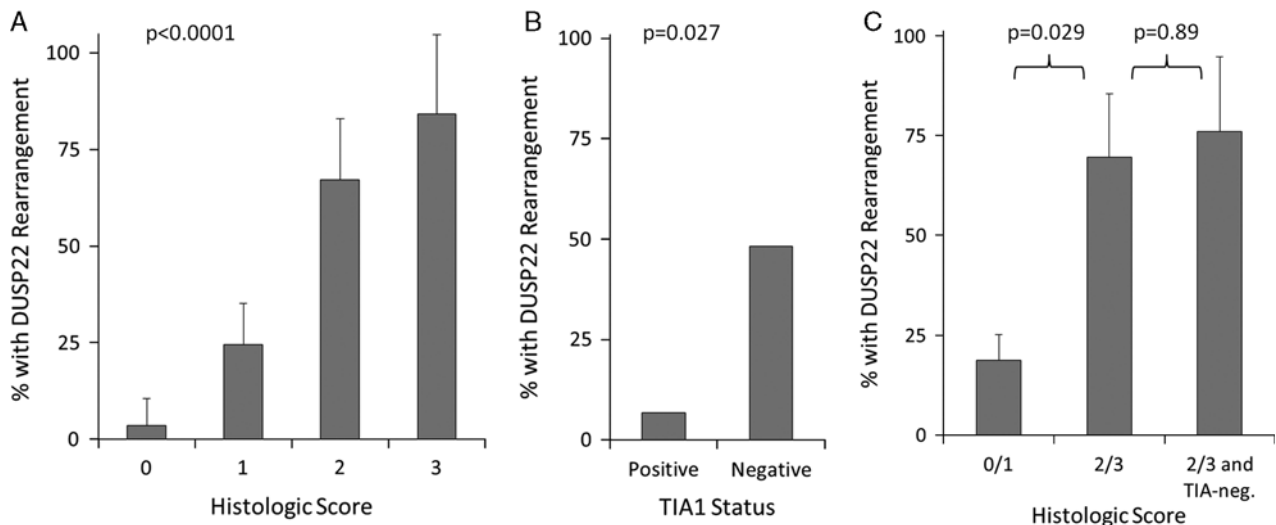 A
p<0.0001
% with DUSP22 Rearrangement
100
75
50
25
0
0 1 2 3
Histologic Score
B
p=0.027
% with DUSP22 Rearrangement
100
75
50
25
0
Positive Negative
TIA1 Status
C
p=0.029 p=0.89
% with DUSP22 Rearrangement
100
75
50
25
0
0/1 2/3 2/3 and
TIA-neg.
Histologic Score